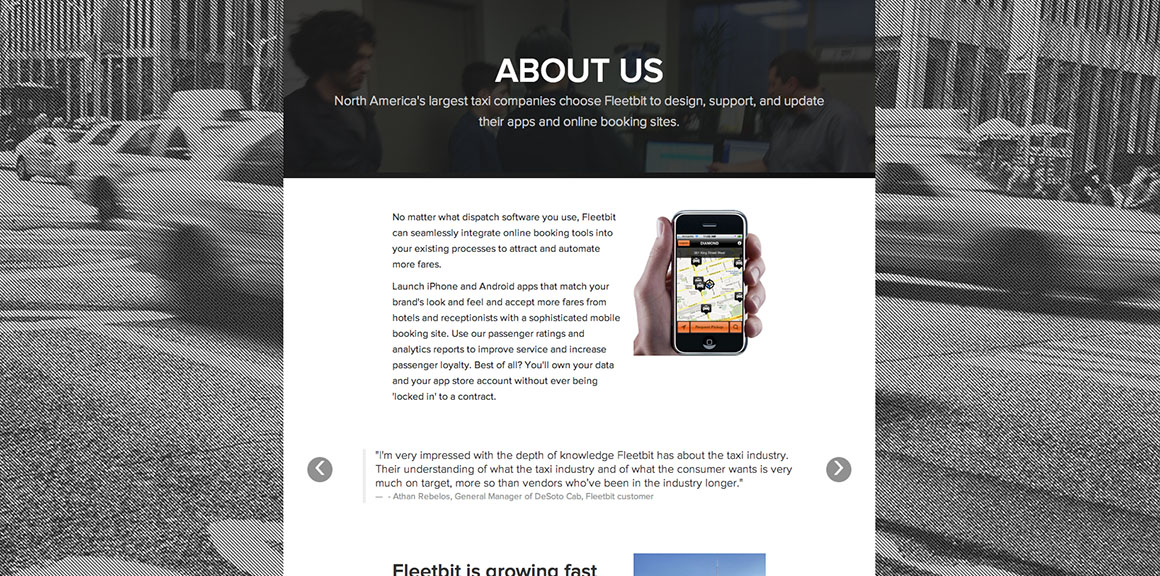 ABOUT US
North America's largest taxi companies choose Fleetbit to design, support, and update
their apps and online booking sites.
No matter what dispatch software you use, Fleetbit
can seamlessly integrate online booking tools into
your existing processes to attract and automate
more fares.
Launch iPhone and Android apps that match your
brand's look and feel and accept more fares from
hotels and receptionists with a sophisticated mobile
booking site. Use our passenger ratings and
analytics reports to improve service and increase
passenger loyalty. Best of all? You'll own your data
and your app store account without ever being
'locked in' to a contract.
DIAMOND
Request Pickup
"I'm very impressed with the depth of knowledge Fleetbit has about the taxi industry.
Their understanding of what the taxi industry and of what the consumer wants is very
much on target, more so than vendors who've been in the industry longer."
— - Athan Rebelos, General Manager of DeSoto Cab, Fleetbit customer
Fleetbit is growing fast